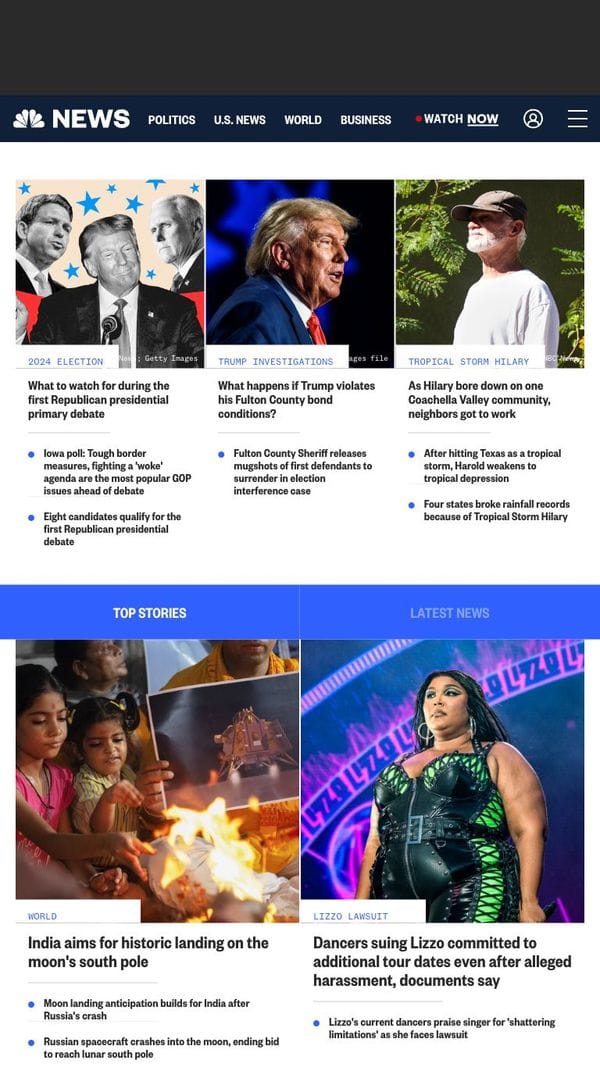 NEWS POLITICS U.S. NEWS WORLD BUSINESS WATCH NOW
News; Getty Images
ages file
NBC News
2024 ELECTION
TRUMP INVESTIGATIONS
TROPICAL STORM HILARY
What to watch for during the
first Republican presidential
primary debate
Iowa poll: Tough border
measures, fighting a 'woke'
agenda are the most popular GOP
issues ahead of debate
Eight candidates qualify for the
first Republican presidential
debate
What happens if Trump violates
his Fulton County bond
conditions?
Fulton County Sheriff releases
mugshots of first defendants to
surrender in election
interference case
As Hilary bore down on one
Coachella Valley community,
neighbors got to work
After hitting Texas as a tropical
storm, Harold weakens to
tropical depression
Four states broke rainfall records
because of Tropical Storm Hilary
TOP STORIES
LATEST NEWS
LIZZO
WORLD
India aims for historic landing on the
moon's south pole
Moon landing anticipation builds for India after
Russia's crash
Russian spacecraft crashes into the moon, ending bid
to reach lunar south pole
LIZZO LAWSUIT
Dancers suing Lizzo committed to
additional tour dates even after alleged
harassment, documents say
Lizzo's current dancers praise singer for 'shattering
limitations' as she faces lawsuit